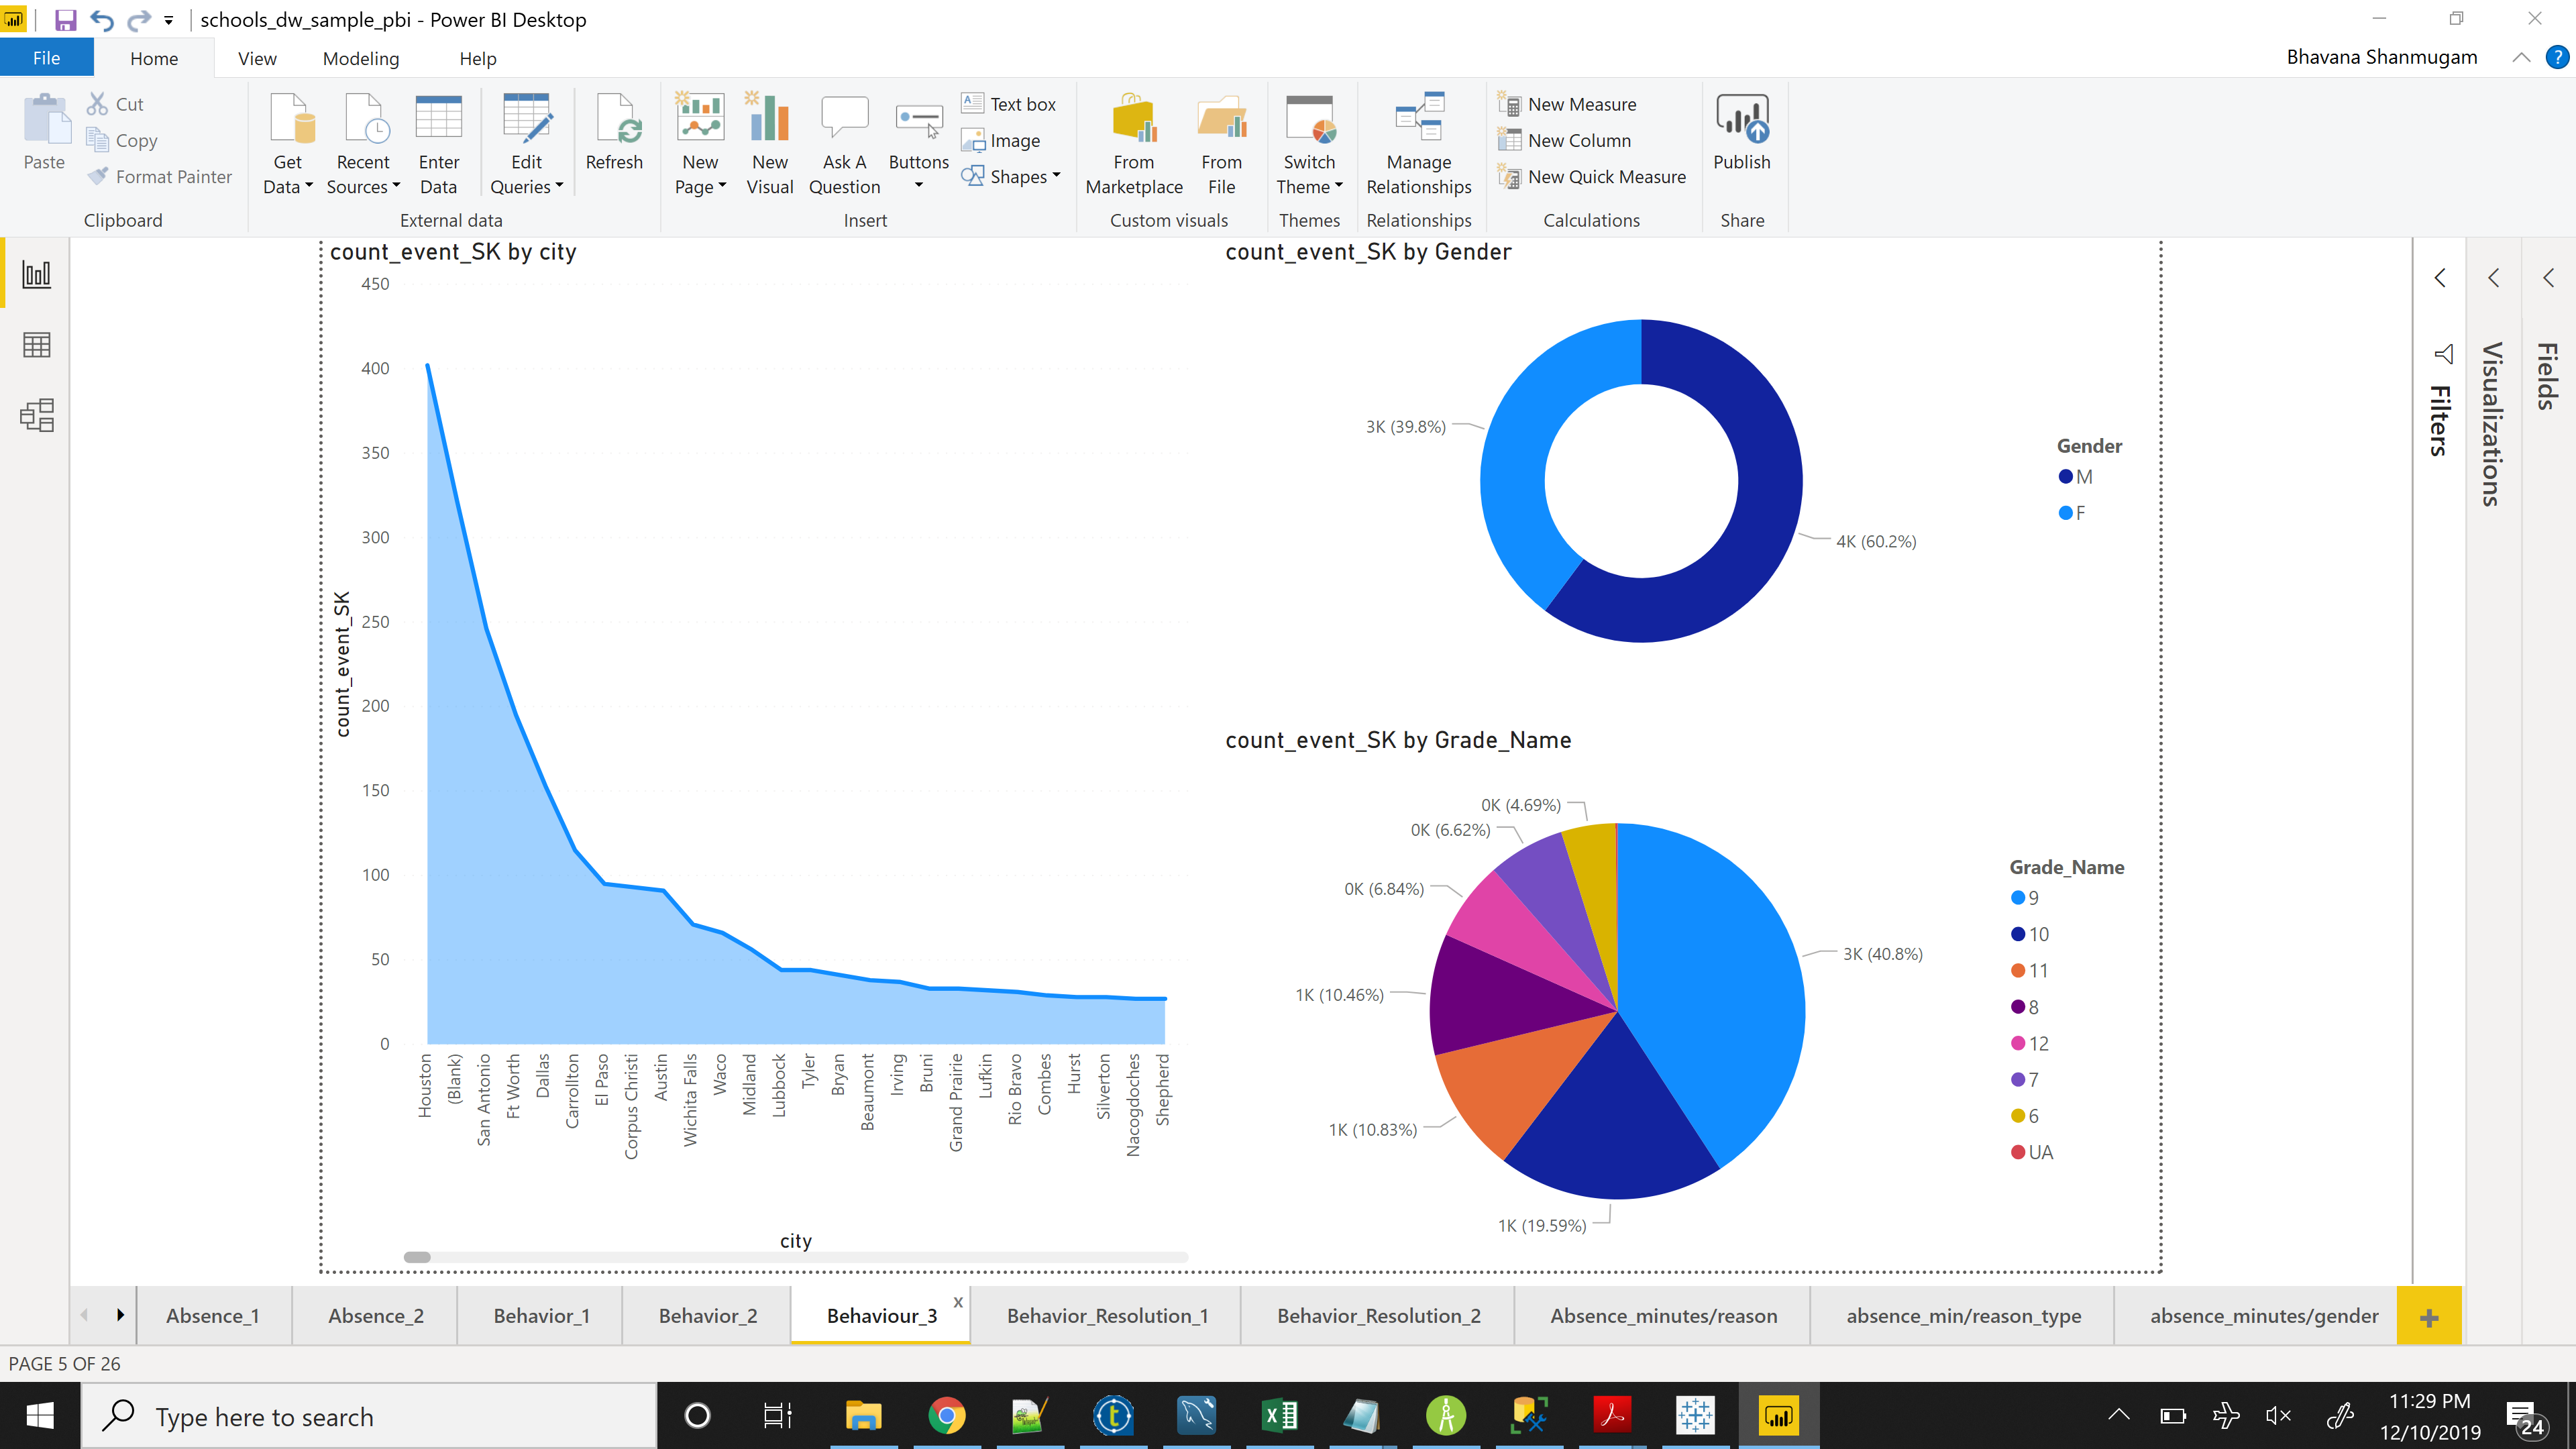 schools_dw_sample_pbi - Power BI Desktop
File
Home
View
Modeling
Help
Bhavana Shanmugam
?
Paste
Cut
Copy
Format Painter
Clipboard
Get
Data
Recent
Sources
Enter
Data
Edit
Queries
Refresh
External data
New
Page
New
Visual
Ask A
Question
Buttons
Text box
Image
Shapes
Insert
From
Marketplace
From
File
Custom visuals
Switch
Theme
Themes
Manage
Relationships
Relationships
New Measure
New Column
New Quick Measure
Calculations
Publish
Share
count_event_SK by city
450
400
350
300
250
200
150
100
50
0
count_event_SK
Houston
(Blank)
San Antonio
Ft Worth
Dallas
Carrollton
El Paso
Corpus Christi
Austin
Wichita Falls
Waco
Midland
Lubbock
Tyler
Bryan
Beaumont
Irving
Bruni
Grand Prairie
Lufkin
Rio Bravo
Combes
Hurst
Silverton
Nacogdoches
Shepherd
city
count_event_SK by Gender
3K (39.8%)
4K (60.2%)
Gender
M
F
count_event_SK by Grade_Name
0K (4.69%)
0K (6.62%)
0K (6.84%)
1K (10.46%)
1K (10.83%)
1K (19.59%)
3K (40.8%)
Grade_Name
9
10
11
8
12
7
6
UA
Filters
Visualizations
Fields
Absence_1
Absence_2
Behavior_1
Behavior_2
Behaviour_3
x
Behavior_Resolution_1
Behavior_Resolution_2
Absence_minutes/reason
absence_min/reason_type
absence_minutes/gender
+
PAGE 5 OF 26
Type here to search
11:29 PM
12/10/2019
24